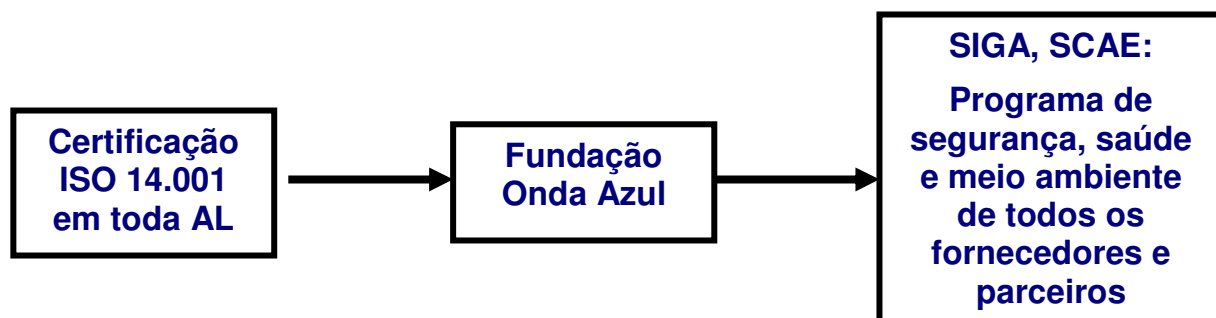 Certificação
ISO 14.001
em toda AL
Fundação
Onda Azul
SIGA, SCAE:
Programa de
segurança, saúde
e meio ambiente
de todos os
fornecedores e
parceiros